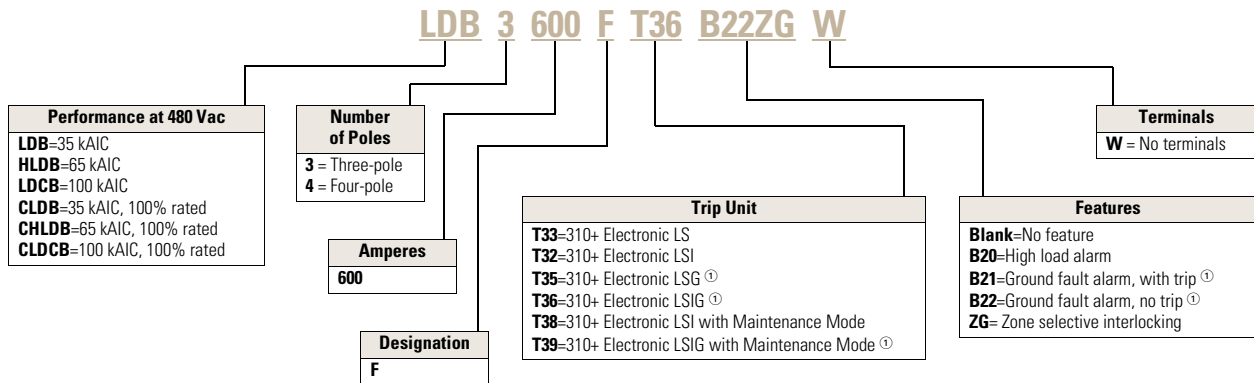 LDB 3 600 F T36 B22ZG W
Performance at 480 Vac
LDB=35 kAIC
HLDB=65 kAIC
LDCB=100 kAIC
CLDB=35 kAIC, 100% rated
CHLDB=65 kAIC, 100% rated
CLDCB=100 kAIC, 100% rated
Number
of Poles
3 = Three-pole
4 = Four-pole
Amperes
600
Designation
F
Trip Unit
T33=310+ Electronic LS
T32=310+ Electronic LSI
T35=310+ Electronic LSG ①
T36=310+ Electronic LSIG ①
T38=310+ Electronic LSI with Maintenance Mode
T39=310+ Electronic LSIG with Maintenance Mode ①
Features
Blank=No feature
B20=High load alarm
B21=Ground fault alarm, with trip ①
B22=Ground fault alarm, no trip ①
ZG= Zone selective interlocking
Terminals
W = No terminals